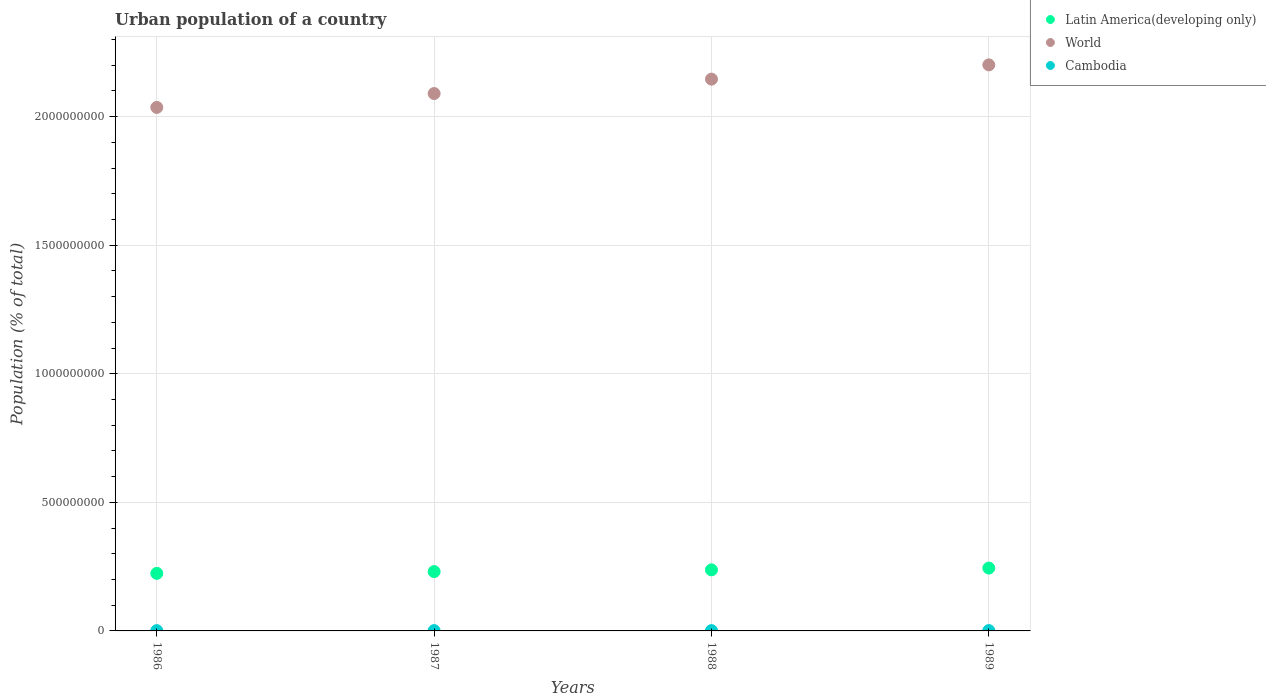 Urban population of a country
Latin America(developing only)
World
Cambodia
Population (% of total)
2000000000
1500000000
1000000000
500000000
0
1986
1987
1988
1989
Years